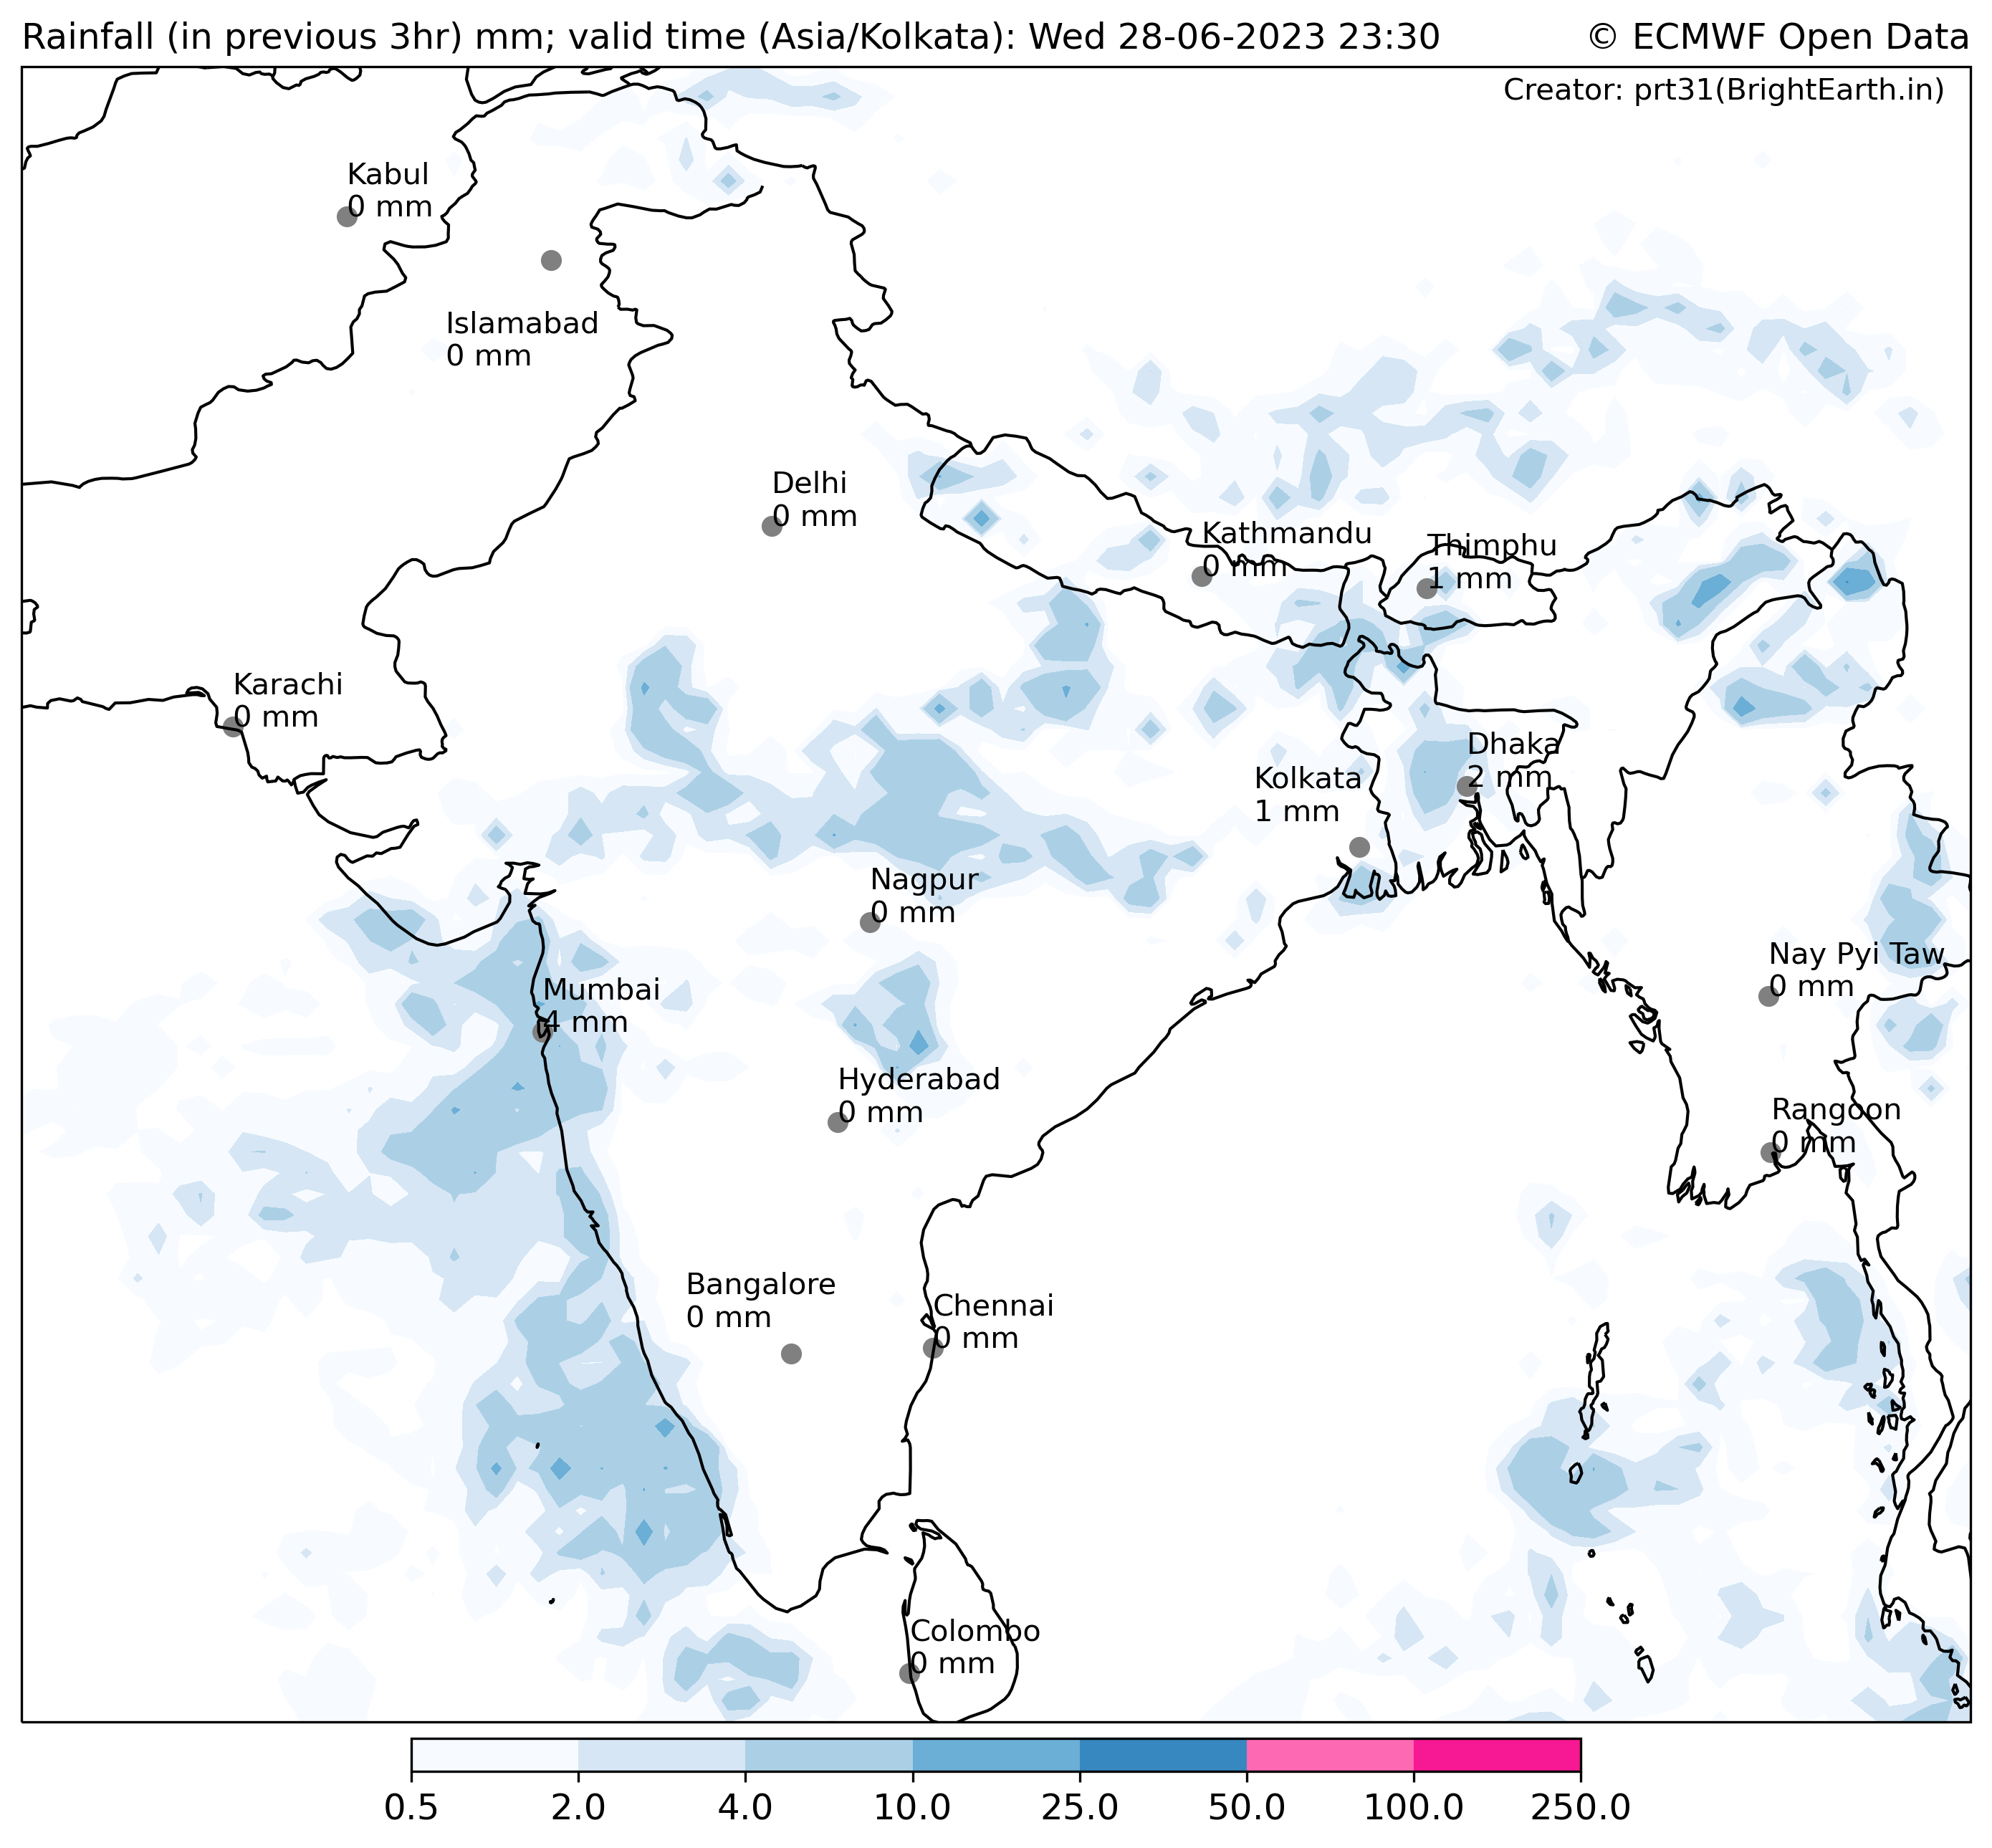 Rainfall (in previous 3hr) mm; valid time (Asia/Kolkata): Wed 28-06-2023 23:30
© ECMWF Open Data
Creator: prt31(BrightEarth.in)
Kabul
0 mm
Islamabad
0 mm
Delhi
0 mm
Kathmandu
0 mm
Thimphu
1 mm
Karachi
0 mm
Dhaka
2 mm
Kolkata
1 mm
Nagpur
0 mm
Nay Pyi Taw
0 mm
Mumbai
4 mm
Hyderabad
0 mm
Rangoon
0 mm
Bangalore
0 mm
Chennai
0 mm
Colombo
0 mm
0.5 2.0 4.0 10.0 25.0 50.0 100.0 250.0